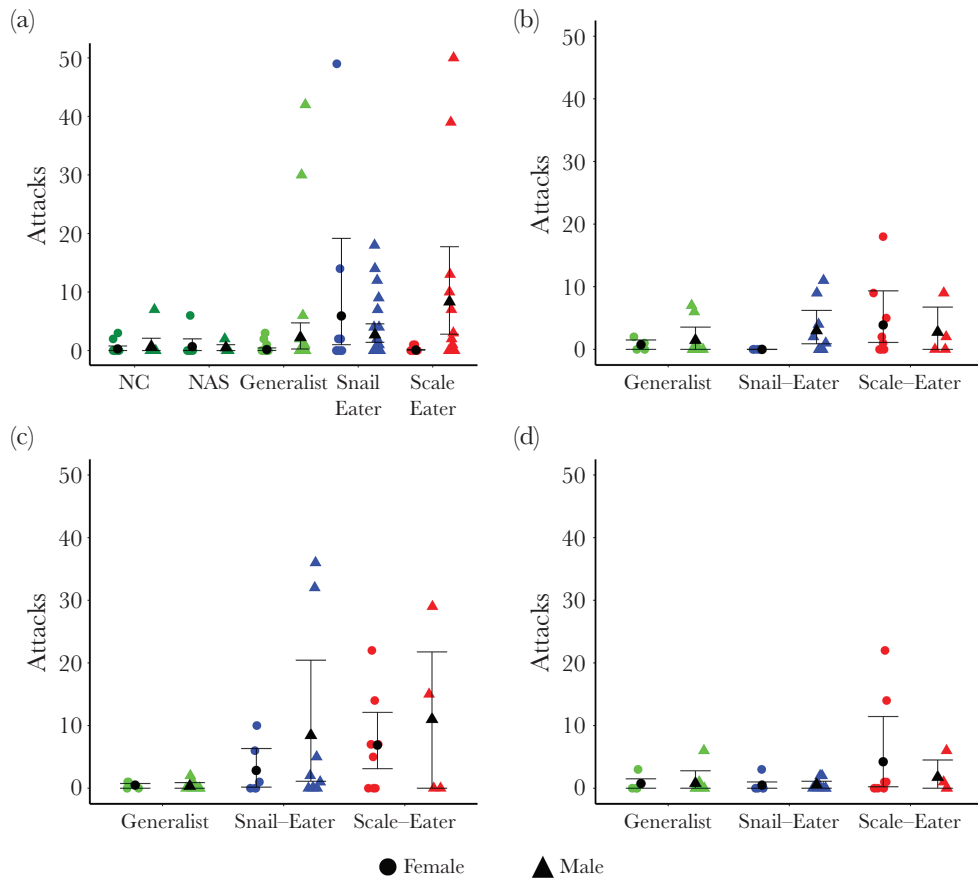 (a)
50
40
30
20
10
0
Attacks
NC
NAS
Generalist
Snail
Eater
Scale
Eater
(b)
50
40
30
20
10
0
Attacks
Generalist
Snail–Eater
Scale–Eater
(c)
50
40
30
20
10
0
Attacks
Generalist
Snail–Eater
Scale–Eater
(d)
50
40
30
20
10
0
Attacks
Generalist
Snail–Eater
Scale–Eater
Female
Male